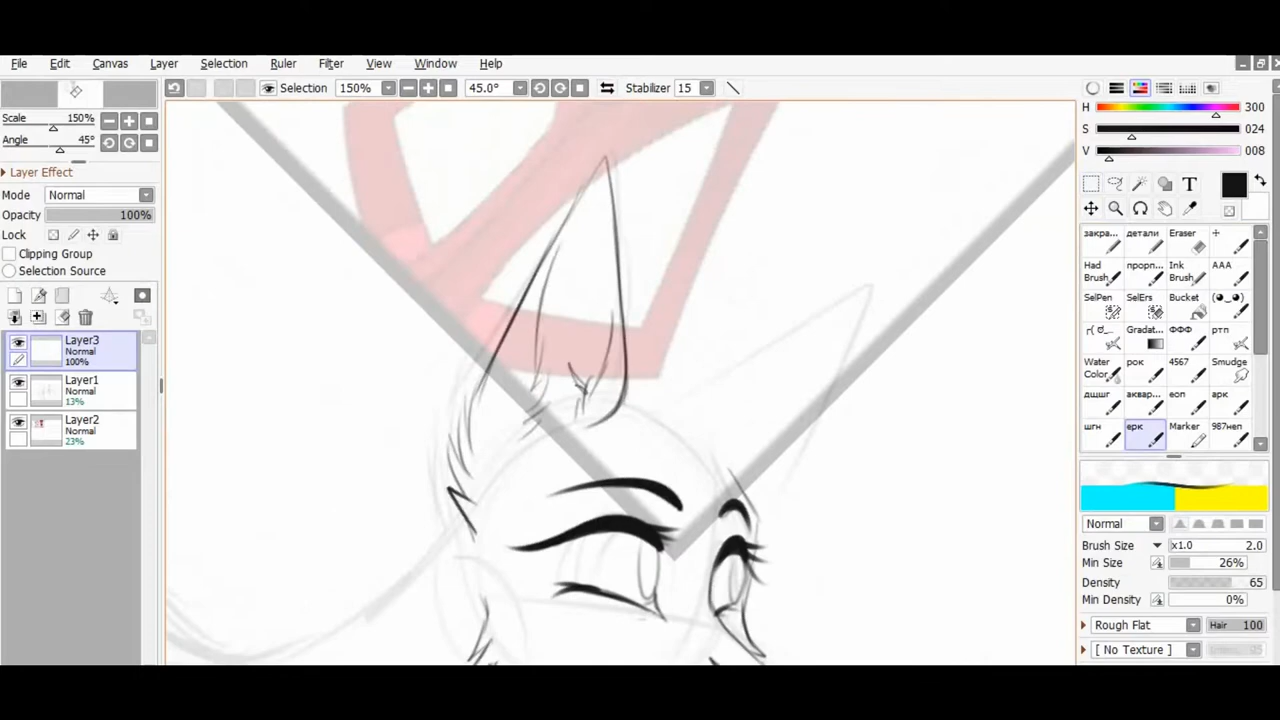 File Edit Canvas Layer Selection Ruler Filter View Window Help
Selection 150% 45.0° Stabilizer 15
Scale 150%
Angle 45°
Layer Effect
Mode Normal
Opacity 100%
Lock
Clipping Group
Selection Source
Layer3
Normal
100%
Layer1
Normal
13%
Layer2
Normal
23%
H 300
S 024
V 008
T
закра... детали Eraser +
Had Brush прорп... Ink Brush AAA
SelPen SelErs Bucket (◕‿◕)
Gradat... ФФФ ртп
Water Color рок 4567 Smudge
дщшг аквар... еоп арк
шгн ерк Marker 987неп
Normal
Brush Size x1.0 2.0
Min Size 26%
Density 65
Min Density 0%
Rough Flat Hair 100
[ No Texture ]